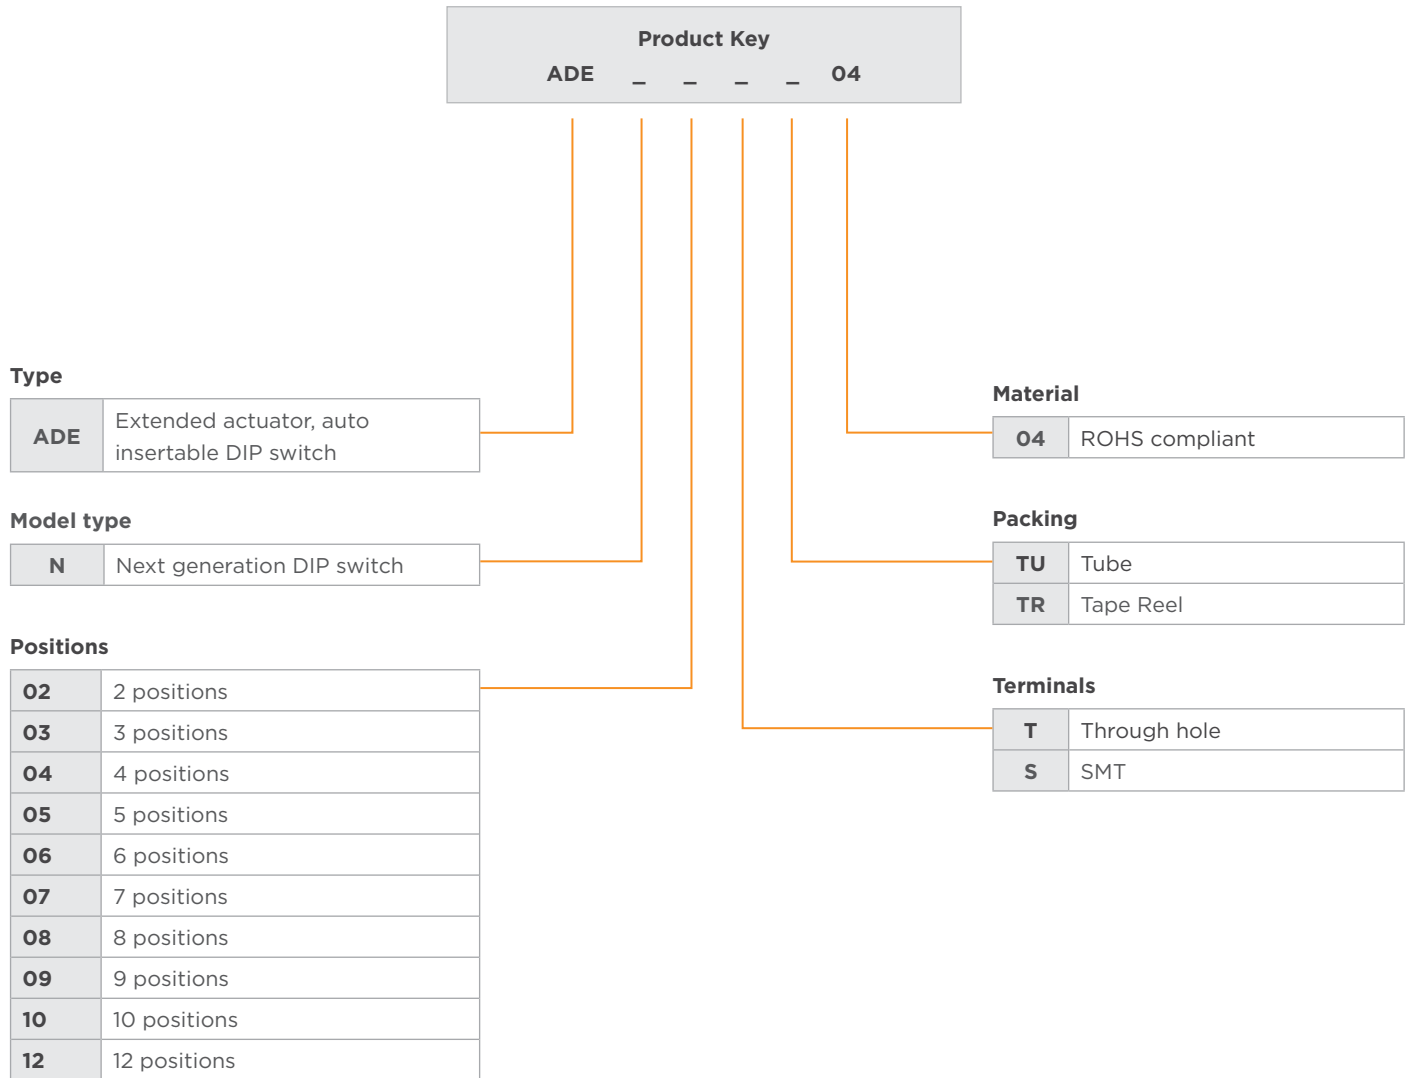 Product Key
ADE _ _ _ _ 04
Type
ADE Extended actuator, auto
insertable DIP switch
Model type
N Next generation DIP switch
Positions
02 2 positions
03 3 positions
04 4 positions
05 5 positions
06 6 positions
07 7 positions
08 8 positions
09 9 positions
10 10 positions
12 12 positions
Material
04 ROHS compliant
Packing
TU Tube
TR Tape Reel
Terminals
T Through hole
S SMT